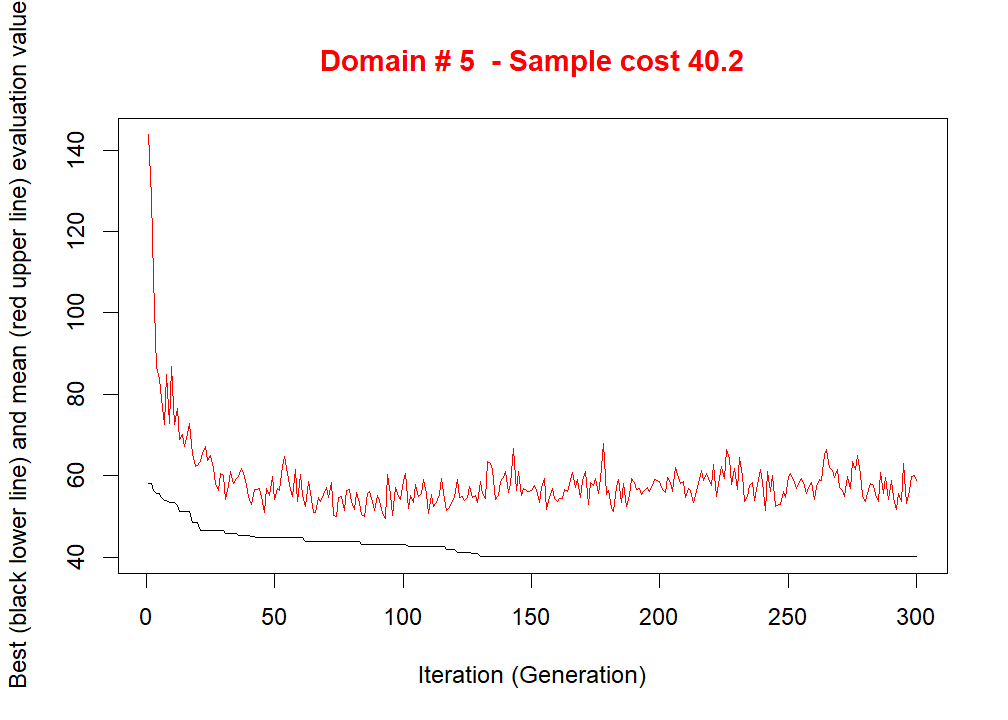 Domain # 5  - Sample cost 40.2
Best (black lower line) and mean (red upper line) evaluation value
140
120
100
80
60
40
0 50 100 150 200 250 300
Iteration (Generation)